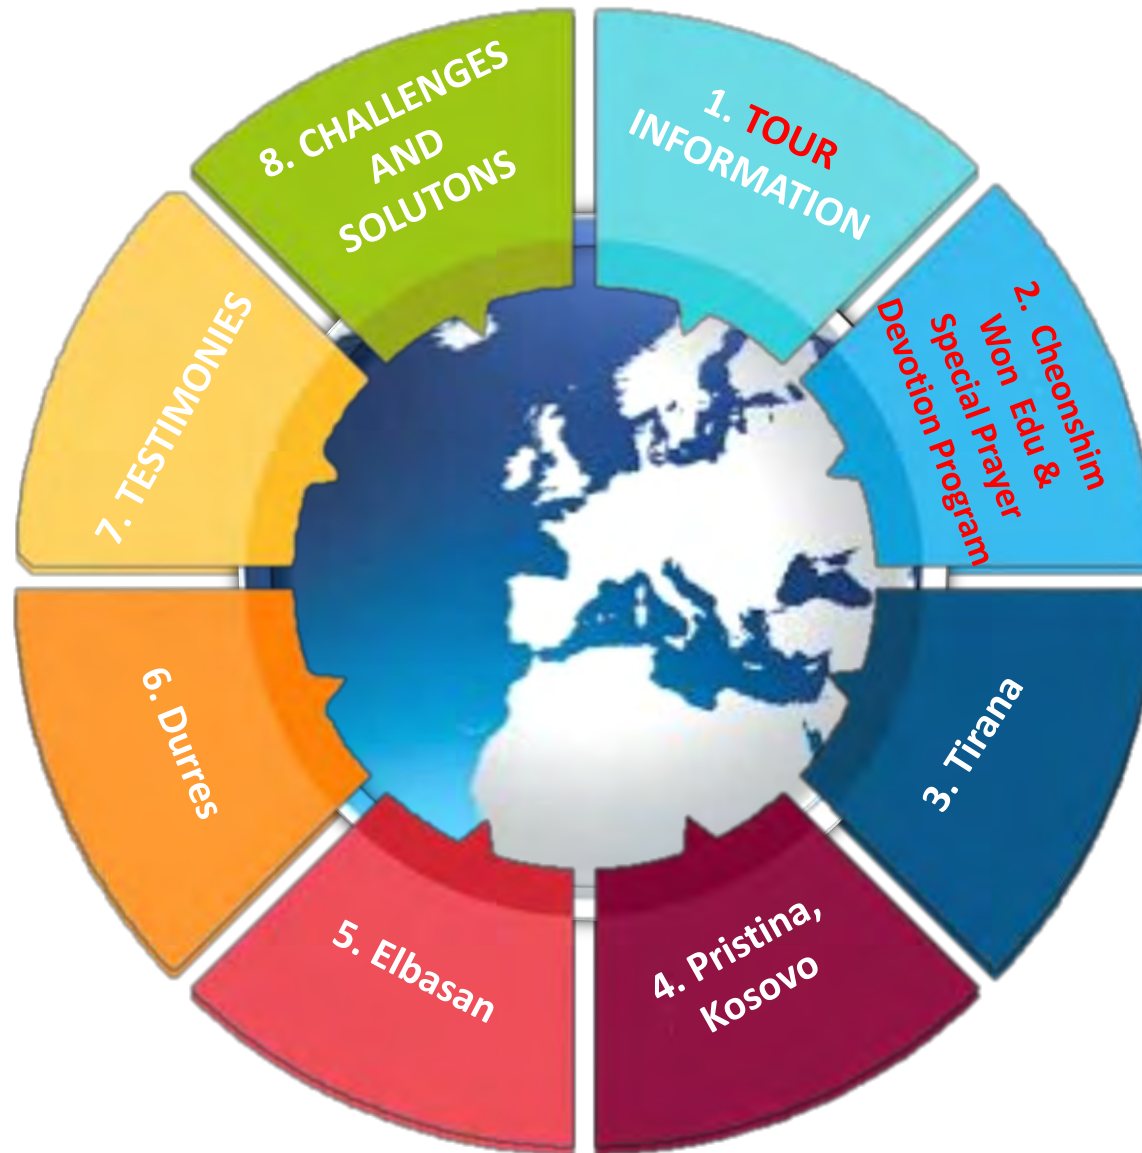 1. TOUR
INFORMATION
2. Cheonshim
Won Edu &
Special Prayer
Devotion Program
3. Tirana
4. Pristina,
Kosovo
5. Elbasan
6. Durres
7. TESTIMONIES
8. CHALLENGES
AND
SOLUTONS